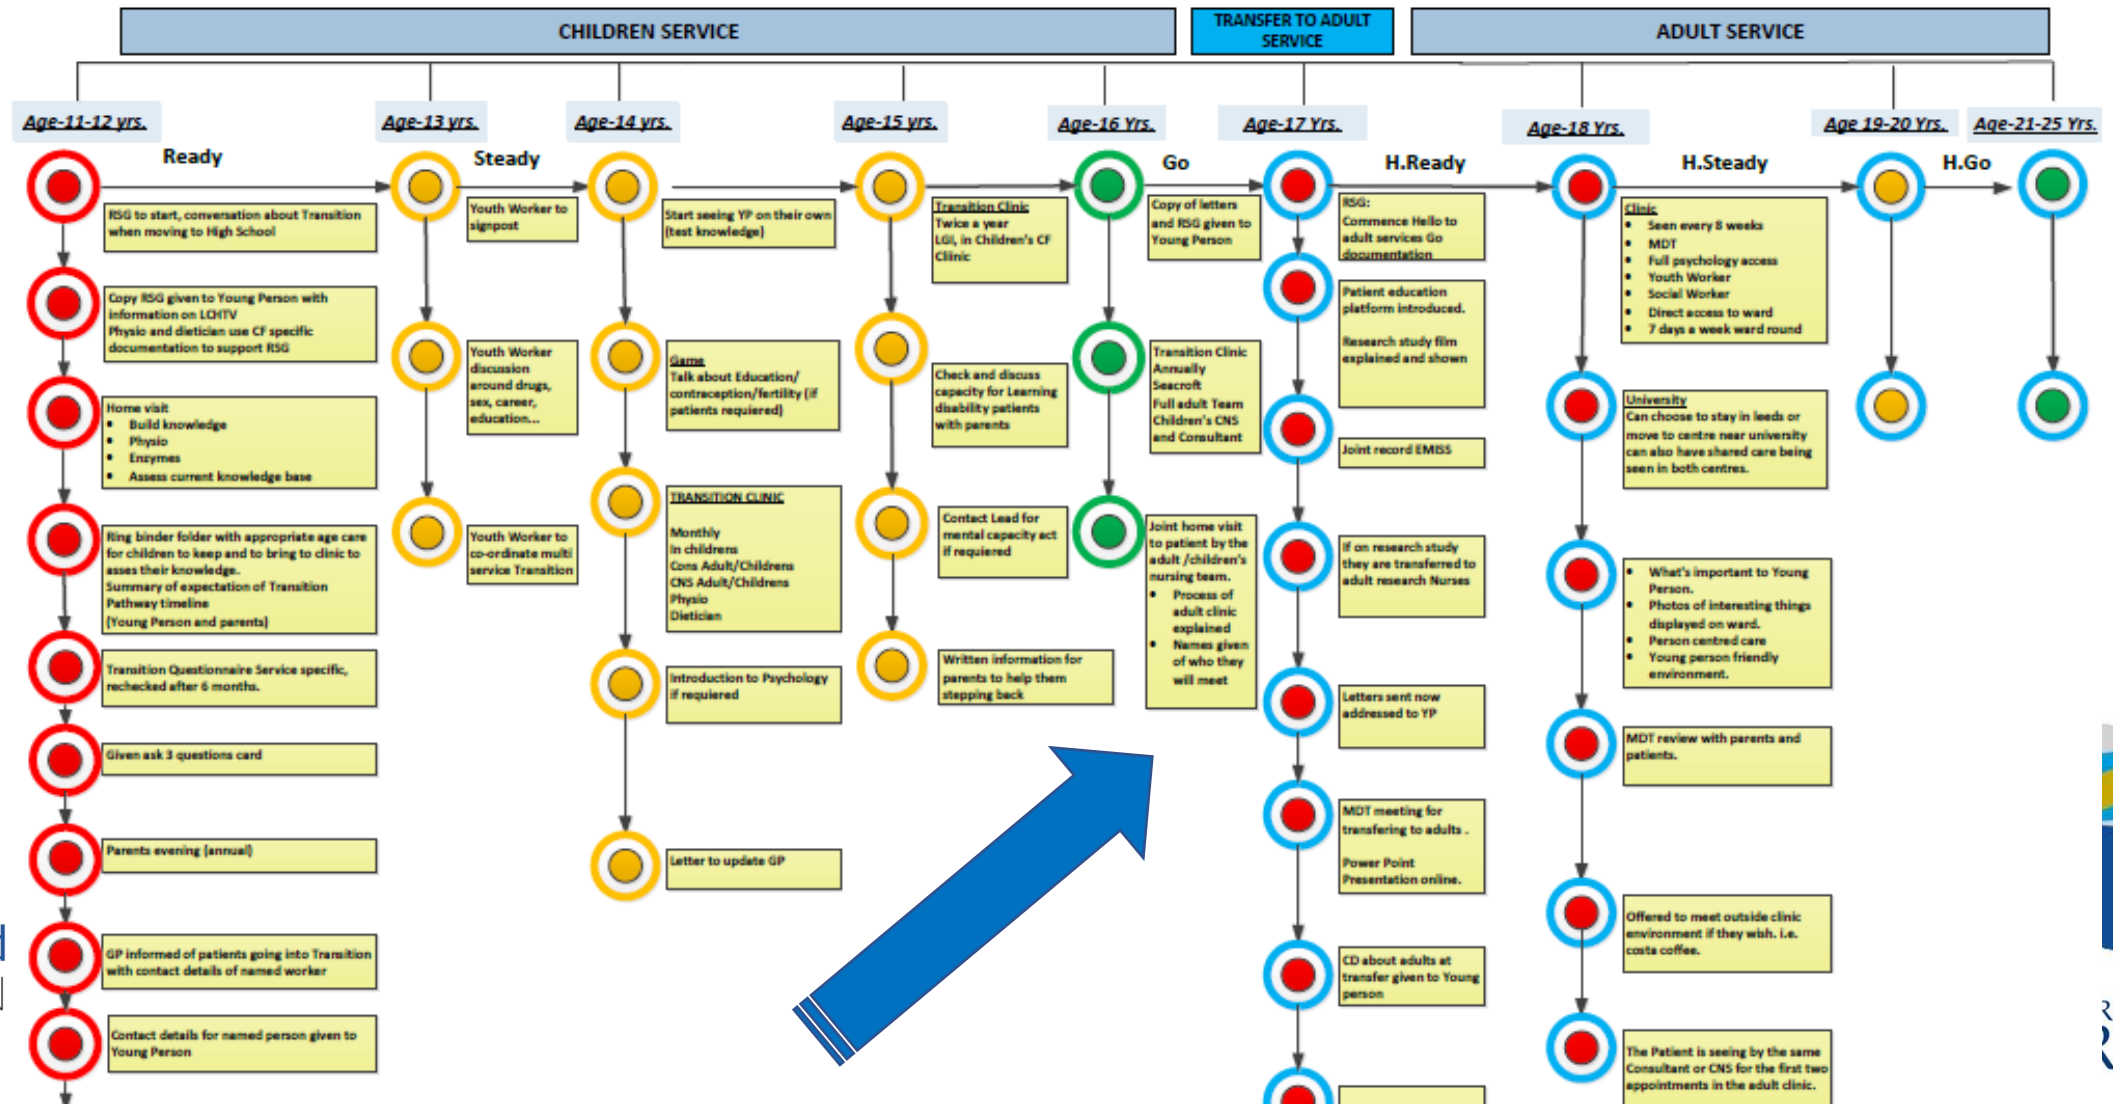 CHILDREN SERVICE
TRANSFER TO ADULT
SERVICE
ADULT SERVICE
Age-11-12 yrs.
Age-13 yrs.
Age-14 yrs.
Age-15 yrs.
Age-16 Yrs.
Age-17 Yrs.
Age-18 Yrs.
Age 19-20 Yrs.
Age-21-25 Yrs.
Ready
Steady
Go
H.Ready
H.Steady
H.Go
RSG to start, conversation about Transition
when moving to High School
Copy RSG given to Young Person with
information on LCHTV
Physio and dietician use CF specific
documentation to support RSG
Home visit
• Build knowledge
• Physio
• Enzymes
• Assess current knowledge base
Ring binder folder with appropriate age care
for children to keep and to bring to clinic to
asses their knowledge.
Summary of expectation of Transition
Pathway timeline
(Young Person and parents)
Transition Questionnaire Service specific,
rechecked after 6 months.
Given ask 3 questions card
Parents evening (annual)
GP informed of patients going into Transition
with contact details of named worker
Contact details for named person given to
Young Person
Youth Worker to
signpost
Youth Worker
discussion
around drugs,
sex, career,
education...
Youth Worker to
co-ordinate multi
service Transition
Start seeing YP on their own
(test knowledge)
Game
Talk about Education/
contraception/fertility (if
patients requiered)
TRANSITION CLINIC
Monthly
In childrens
Cons Adult/Childrens
CNS Adult/Childrens
Physio
Dietician
Introduction to Psychology
if requiered
Letter to update GP
Transition Clinic
Twice a year
LGI, in Children's CF
Clinic
Check and discuss
capacity for Learning
disability patients
with parents
Contact Lead for
mental capacity act
if requiered
Written information for
parents to help them
stepping back
Copy of letters
and RSG given to
Young Person
Transition Clinic
Annually
Seacroft
Full adult Team
Children's CNS
and Consultant
Joint home visit
to patient by the
adult /children's
nursing team.
• Process of
adult clinic
explained
• Names given
of who they
will meet
RSG:
Commence Hello to
adult services Go
documentation
Patient education
platform introduced.
Research study film
explained and shown
Joint record EMISS
If on research study
they are transferred to
adult research Nurses
Letters sent now
addressed to YP
MDT meeting for
transfering to adults .
Power Point
Presentation online.
CD about adults at
transfer given to Young
person
Clinic
• Seen every 8 weeks
• MDT
• Full psychology access
• Youth Worker
• Social Worker
• Direct access to ward
• 7 days a week ward round
University
Can choose to stay in leeds or
move to centre near university
can also have shared care being
seen in both centres.
• What's important to Young
Person.
• Photos of interesting things
displayed on ward.
• Person centred care
• Young person friendly
environment.
MDT review with parents and
patients.
Offered to meet outside clinic
environment if they wish. i.e.
costa coffee.
The Patient is seeing by the same
Consultant or CNS for the first two
appointments in the adult clinic.